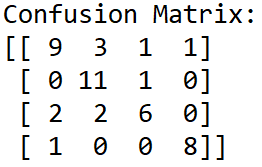 Confusion Matrix:
[[ 9  3  1  1]
 [ 0 11  1  0]
 [ 2  2  6  0]
 [ 1  0  0  8]]